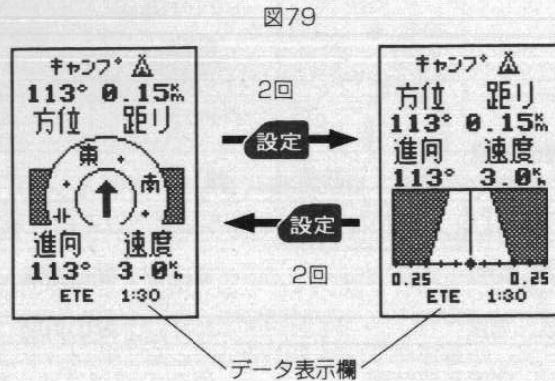 図79
キャンプ
113° 0.15km
方位 距リ
東
南
北
進向 速度
113° 3.0kh
ETE 1:30
2回
設定
設定
2回
キャンプ
方位 距リ
113° 0.15km
進向 速度
113° 3.0kh
0.25 0.25
ETE 1:30
データ表示欄